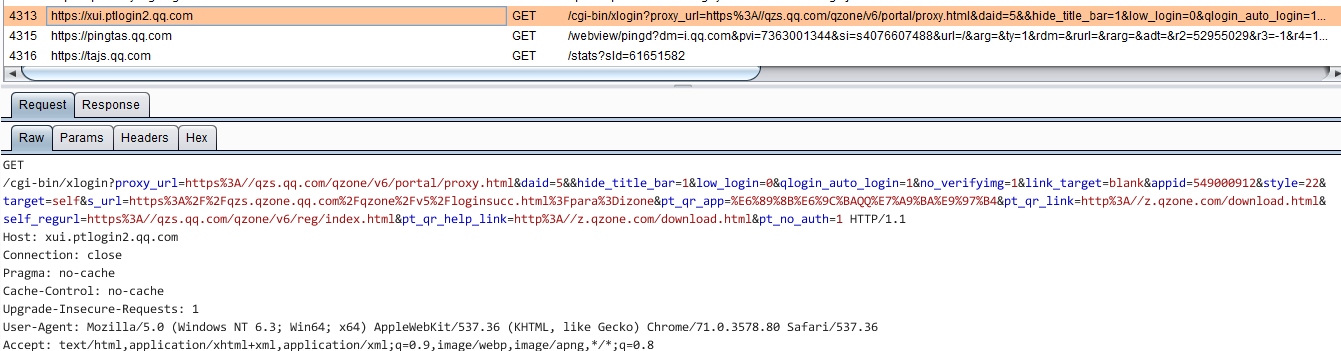 4313 https://xui.ptlogin2.qq.com GET /cgi-bin/xlogin?proxy_url=https%3A//qzs.qq.com/qzone/v6/portal/proxy.html&daid=5&&hide_title_bar=1&low_login=0&qlogin_auto_login=1...
4315 https://pingtas.qq.com GET /webview/pingd?dm=i.qq.com&pvi=7363001344&si=s4076607488&url=/&arg=&ty=1&rdm=&rurl=&rarg=&adt=&r2=52955029&r3=-1&r4=1...
4316 https://tajs.qq.com GET /stats?sId=61651582
Request Response
Raw Params Headers Hex
GET
/cgi-bin/xlogin?proxy_url=https%3A//qzs.qq.com/qzone/v6/portal/proxy.html&daid=5&&hide_title_bar=1&low_login=0&qlogin_auto_login=1&no_verifyimg=1&link_target=blank&appid=549000912&style=22&
target=self&s_url=https%3A%2F%2Fqzs.qzone.qq.com%2Fqzone%2Fv5%2Floginsucc.html%3Fpara%3Dizone&pt_qr_app=%E6%89%8B%E6%9C%BAQQ%E7%A9%BA%E9%97%B4&pt_qr_link=http%3A//z.qzone.com/download.html&
self_regurl=https%3A//qzs.qq.com/qzone/v6/reg/index.html&pt_qr_help_link=http%3A//z.qzone.com/download.html&pt_no_auth=1 HTTP/1.1
Host: xui.ptlogin2.qq.com
Connection: close
Pragma: no-cache
Cache-Control: no-cache
Upgrade-Insecure-Requests: 1
User-Agent: Mozilla/5.0 (Windows NT 6.3; Win64; x64) AppleWebKit/537.36 (KHTML, like Gecko) Chrome/71.0.3578.80 Safari/537.36
Accept: text/html,application/xhtml+xml,application/xml;q=0.9,image/webp,image/apng,*/*;q=0.8